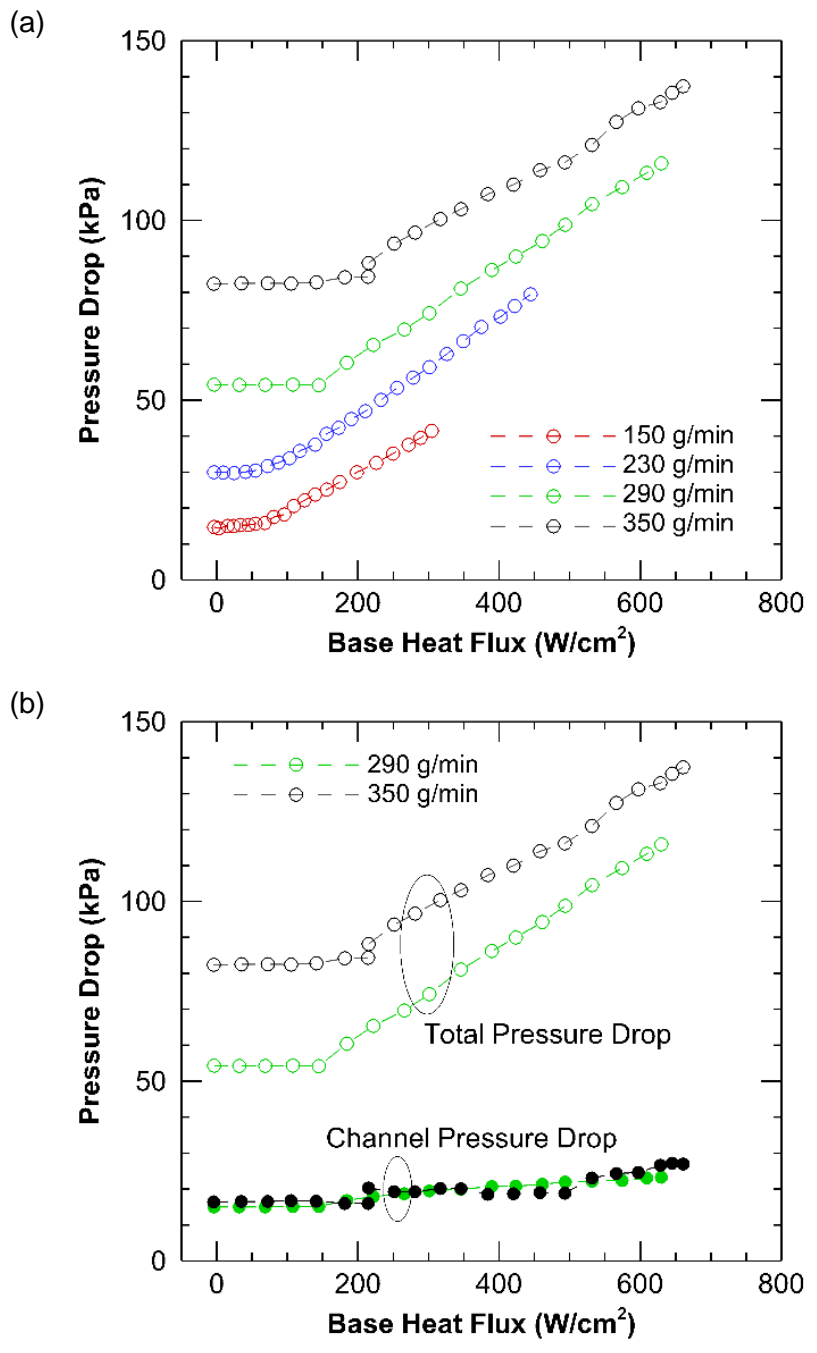 (a)
150
100
50
0
Pressure Drop (kPa)
150 g/min
230 g/min
290 g/min
350 g/min
0 200 400 600 800
Base Heat Flux (W/cm²)
(b)
150
100
50
0
Pressure Drop (kPa)
290 g/min
350 g/min
Total Pressure Drop
Channel Pressure Drop
0 200 400 600 800
Base Heat Flux (W/cm²)